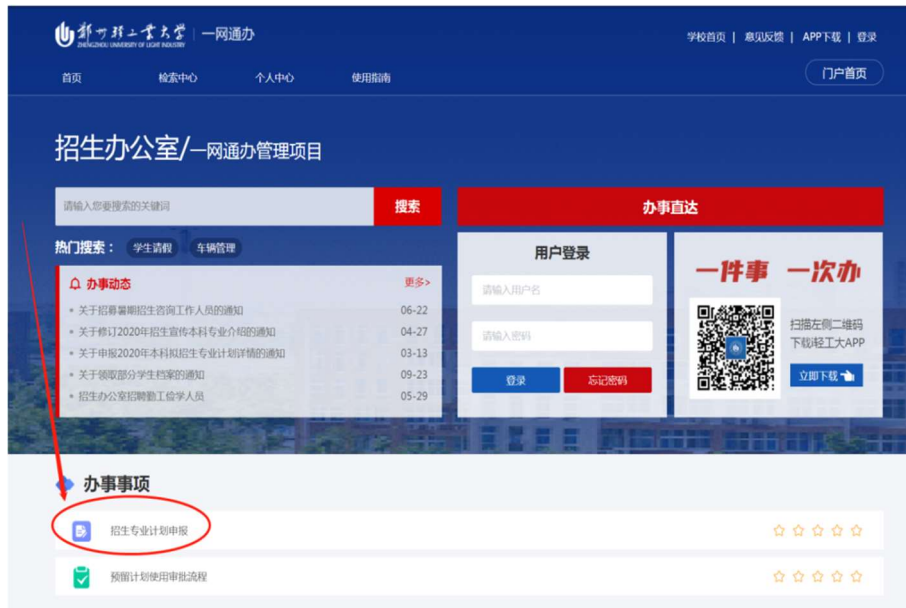 郑州轻工业大学 | 一网通办
ZHENGZHOU UNIVERSITY OF LIGHT INDUSTRY
学校首页 | 意见反馈 | APP下载 | 登录
首页 检索中心 个人中心 使用指南
门户首页
招生办公室/一网通办管理项目
请输入您要搜索的关键词 搜索
热门搜索： 学生请假 车辆管理
办事动态 更多>
• 关于招募暑期招生咨询工作人员的通知 06-22
• 关于修订2020年招生宣传本科专业介绍的通知 04-27
• 关于申报2020年本科拟招生专业计划详情的通知 03-13
• 关于领取部分学生档案的通知 09-23
• 招生办公室招聘勤工俭学人员 05-29
办事直达
用户登录
请输入用户名
请输入密码
登录 忘记密码
一件事 一次办
扫描左侧二维码
下载轻工大APP
立即下载
办事事项
招生专业计划申报
预留计划使用审批流程